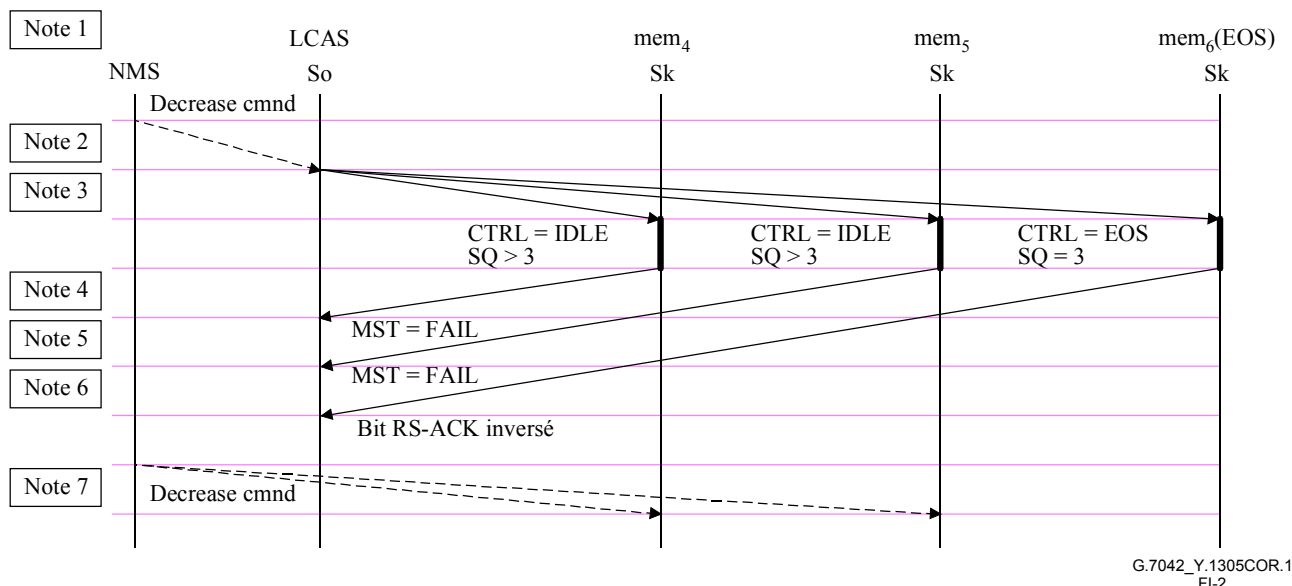 Note 1
LCAS
mem4
mem5
mem6(EOS)
NMS
So
Sk
Sk
Sk
Decrease cmnd
Note 2
Note 3
CTRL = IDLE
SQ > 3
CTRL = IDLE
SQ > 3
CTRL = EOS
SQ = 3
Note 4
MST = FAIL
Note 5
MST = FAIL
Note 6
Bit RS-ACK inversé
Note 7
Decrease cmnd
G.7042_Y.1305COR.1
FI-2